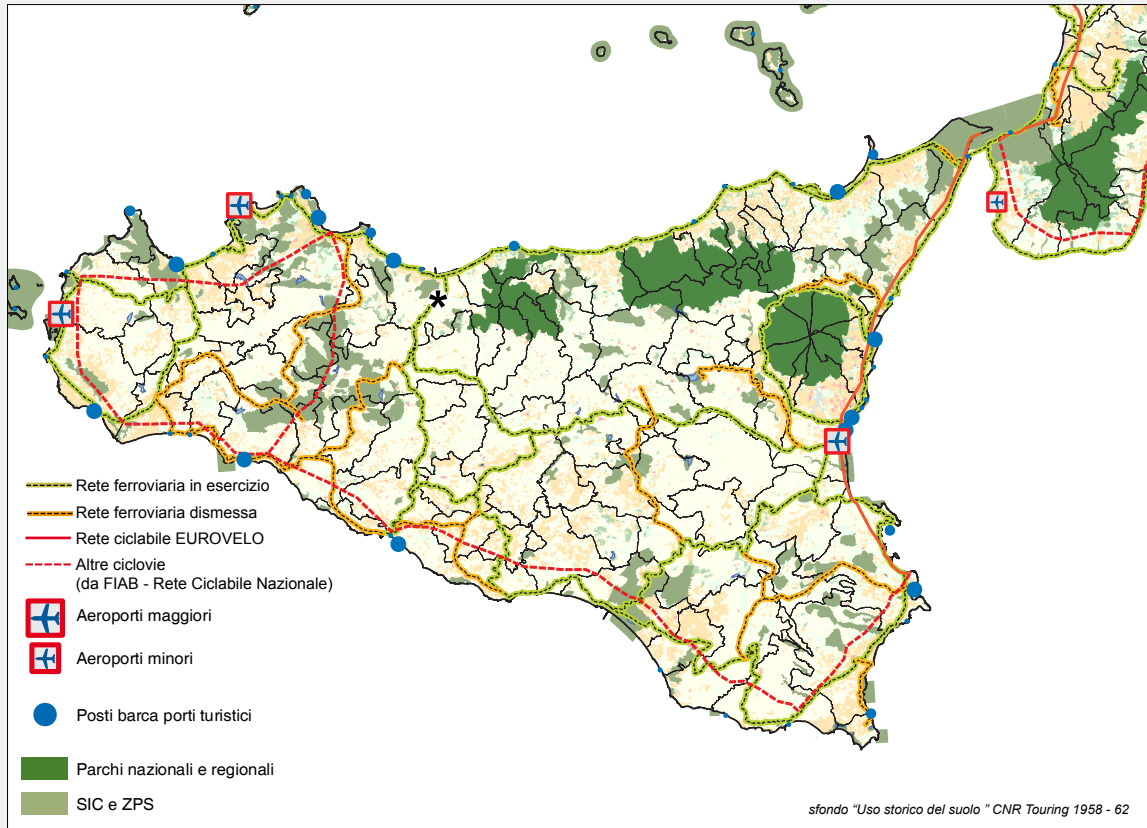 Rete ferroviaria in esercizio
Rete ferroviaria dismessa
Rete ciclabile EUROVELO
Altre ciclovie
(da FIAB - Rete Ciclabile Nazionale)
Aeroporti maggiori
Aeroporti minori
Posti barca porti turistici
Parchi nazionali e regionali
SIC e ZPS
sfondo “Uso storico del suolo ” CNR Touring 1958 - 62